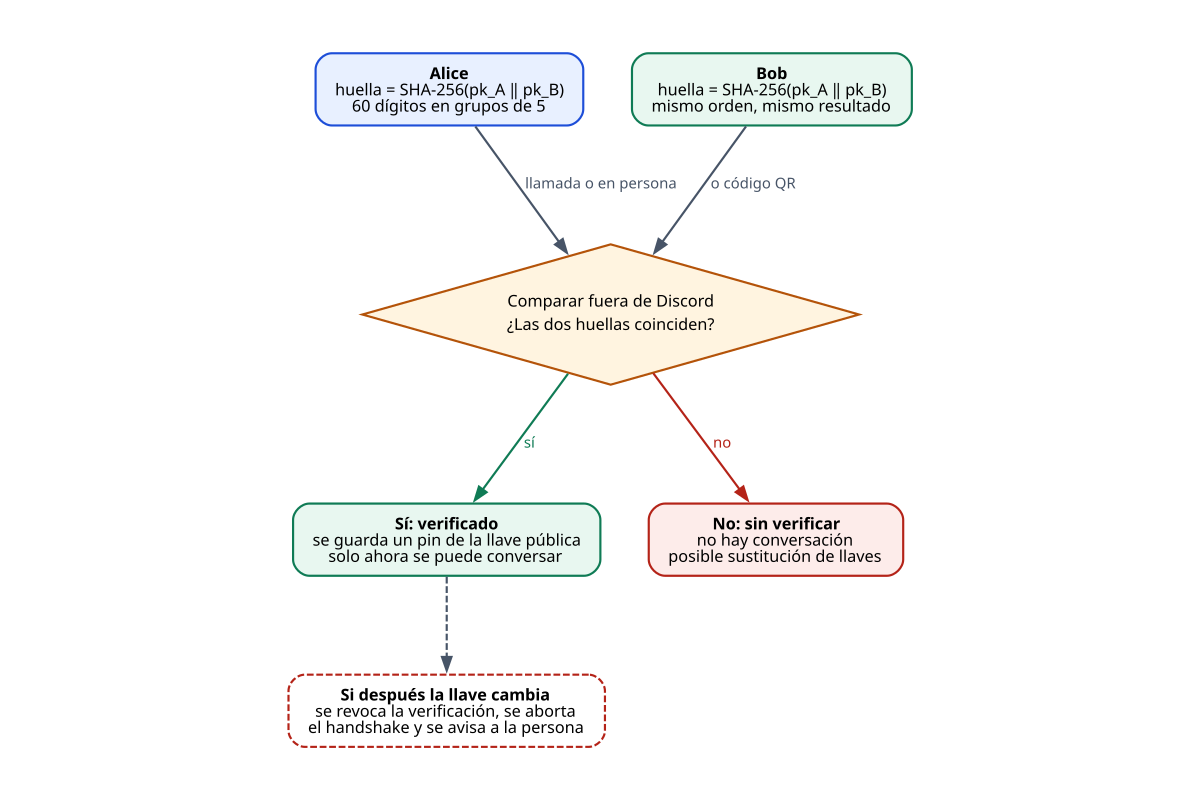 Alice
huella = SHA-256(pk_A || pk_B)
60 dígitos en grupos de 5
Bob
huella = SHA-256(pk_A || pk_B)
mismo orden, mismo resultado
llamada o en persona
o código QR
Comparar fuera de Discord
¿Las dos huellas coinciden?
sí
no
Sí: verificado
se guarda un pin de la llave pública
solo ahora se puede conversar
No: sin verificar
no hay conversación
posible sustitución de llaves
Si después la llave cambia
se revoca la verificación, se aborta
el handshake y se avisa a la persona